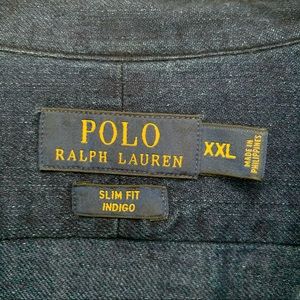 POLO
RALPH LAUREN
XXL
MADE IN
PHILIPPINES
SLIM FIT
INDIGO